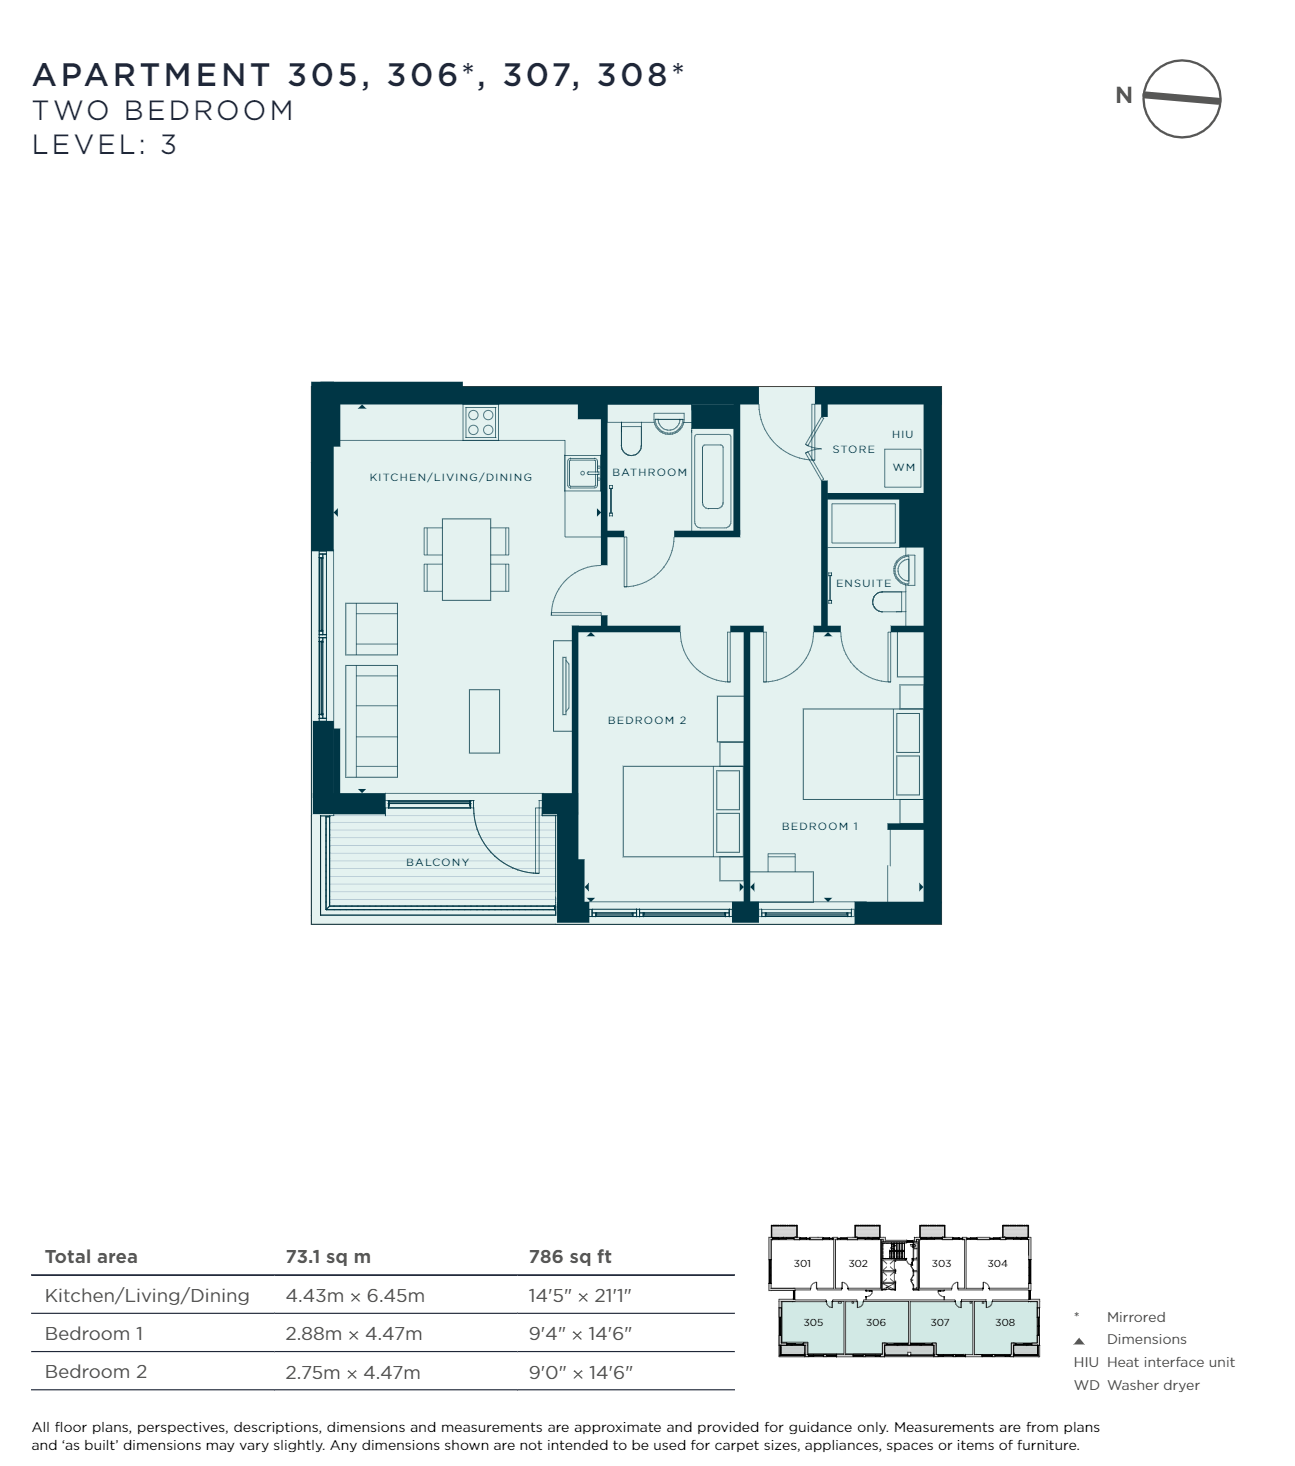 APARTMENT 305, 306*, 307, 308*
TWO BEDROOM
LEVEL: 3
N
HIU
STORE
WM
BATHROOM
KITCHEN/LIVING/DINING
ENSUITE
BEDROOM 2
BEDROOM 1
BALCONY
Total area 73.1 sq m 786 sq ft
Kitchen/Living/Dining 4.43m × 6.45m 14'5" × 21'1"
Bedroom 1 2.88m × 4.47m 9'4" × 14'6"
Bedroom 2 2.75m × 4.47m 9'0" × 14'6"
301 302 303 304
305 306 307 308
* Mirrored
▲ Dimensions
HIU Heat interface unit
WD Washer dryer
All floor plans, perspectives, descriptions, dimensions and measurements are approximate and provided for guidance only. Measurements are from plans
and ‘as built’ dimensions may vary slightly. Any dimensions shown are not intended to be used for carpet sizes, appliances, spaces or items of furniture.